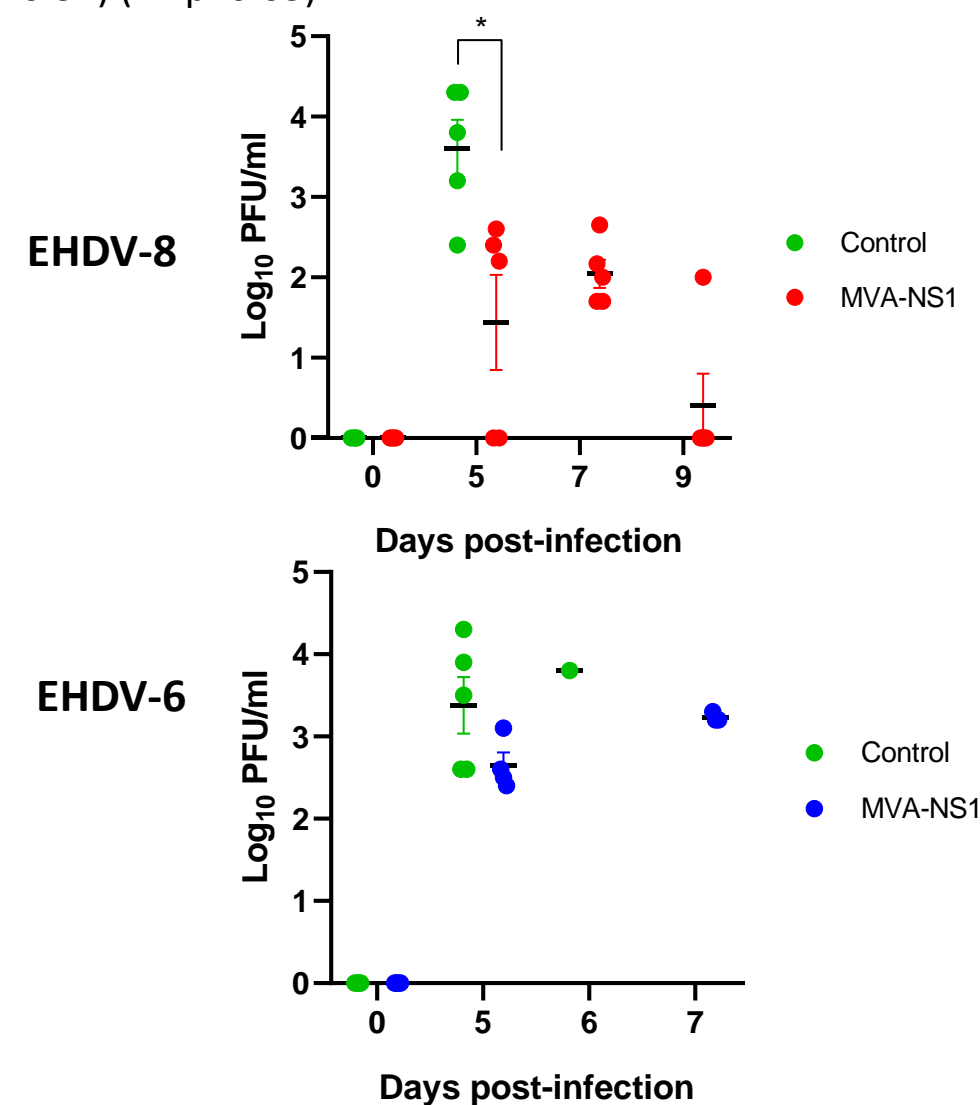 *
5
4
3
2
1
0
Log10 PFU/ml
EHDV-8
Control
MVA-NS1
0 5 7 9
Days post-infection
5
4
3
2
1
0
Log10 PFU/ml
EHDV-6
Control
MVA-NS1
0 5 6 7
Days post-infection